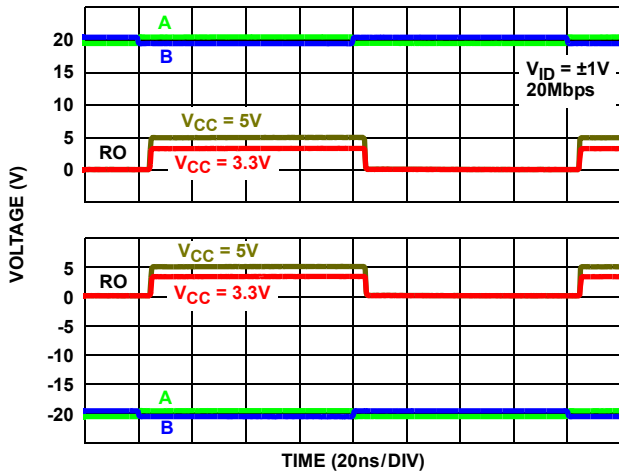 A
20
B
V_ID = ±1V
20Mbps
15
10
V_CC = 5V
5
RO
V_CC = 3.3V
0
VOLTAGE (V)
V_CC = 5V
5
RO
V_CC = 3.3V
0
-5
-10
-15
A
-20
B
TIME (20ns/DIV)